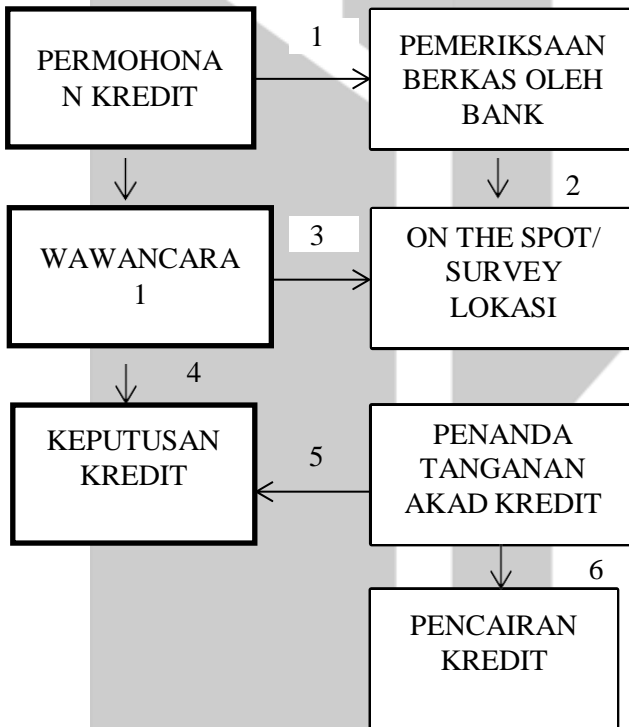 PERMOHONA
N KREDIT
1
PEMERIKSAAN
BERKAS OLEH
BANK
2
WAWANCARA
1
3
ON THE SPOT/
SURVEY
LOKASI
4
KEPUTUSAN
KREDIT
5
PENANDA
TANGANAN
AKAD KREDIT
6
PENCAIRAN
KREDIT